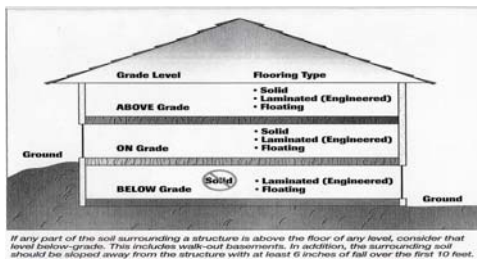 Grade Level Flooring Type
• Solid
• Laminated (Engineered)
ABOVE Grade • Floating
• Solid
ON Grade • Laminated (Engineered)
• Floating
Ground
Solid • Laminated (Engineered)
BELOW Grade • Floating
Ground
If any part of the soil surrounding a structure is above the floor of any level, consider that
level below-grade. This includes walk-out basements. In addition, the surrounding soil
should be sloped away from the structure with at least 6 inches of fall over the first 10 feet.